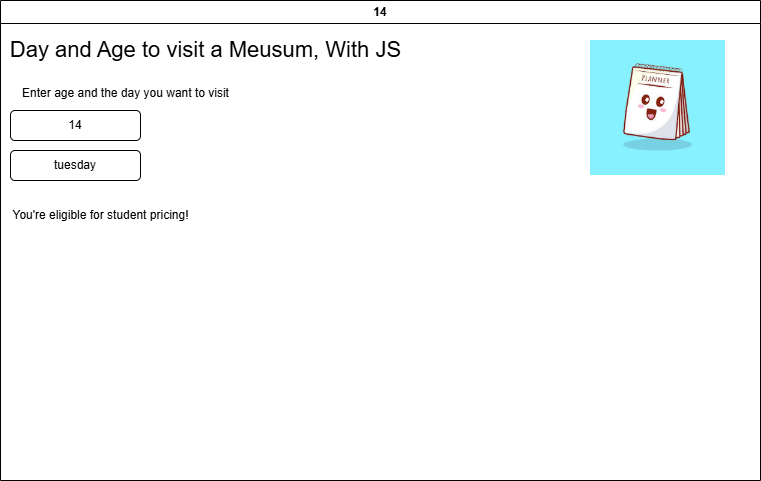 14
Day and Age to visit a Meusum, With JS
PLANNER
Enter age and the day you want to visit
14
tuesday
You're eligible for student pricing!